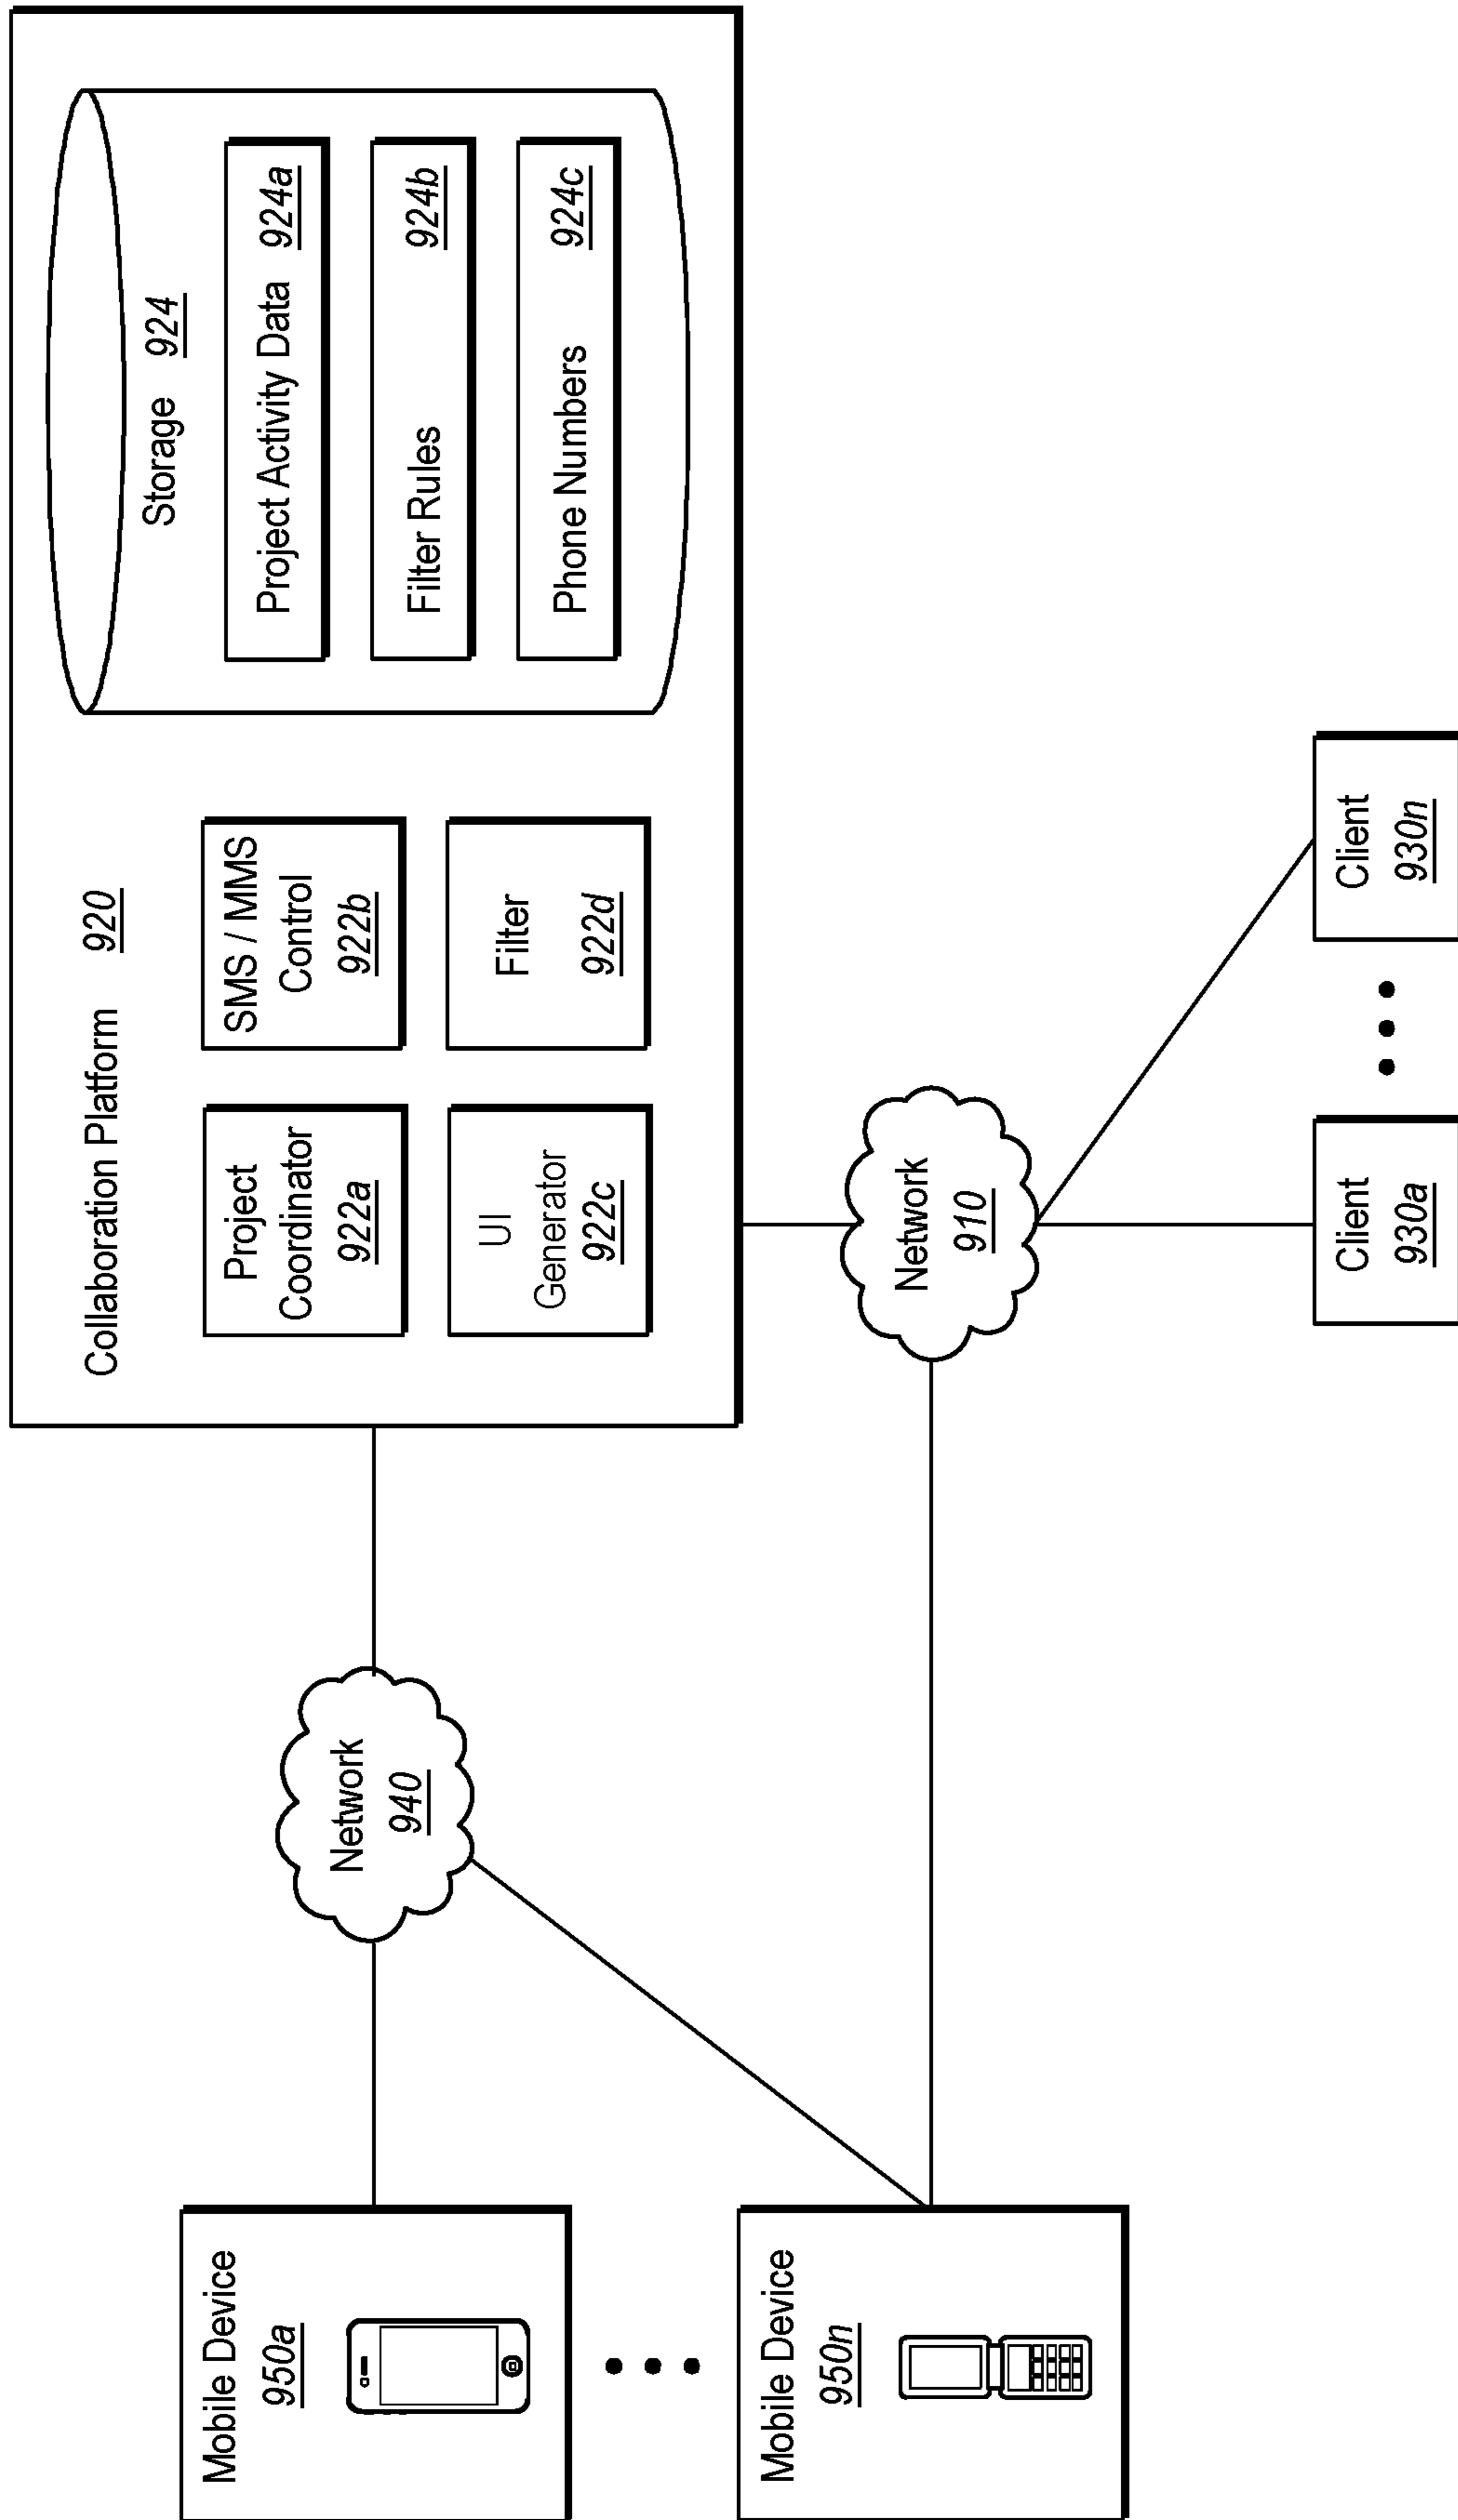 Collaboration Platform 920
Project
Coordinator
922a
SMS / MMS
Control
922b
UI
Generator
922c
Filter
922d
Storage 924
Project Activity Data 924a
Filter Rules 924b
Phone Numbers 924c
Mobile Device
950a
Network
940
Mobile Device
950n
Network
910
Client
930a
Client
930n